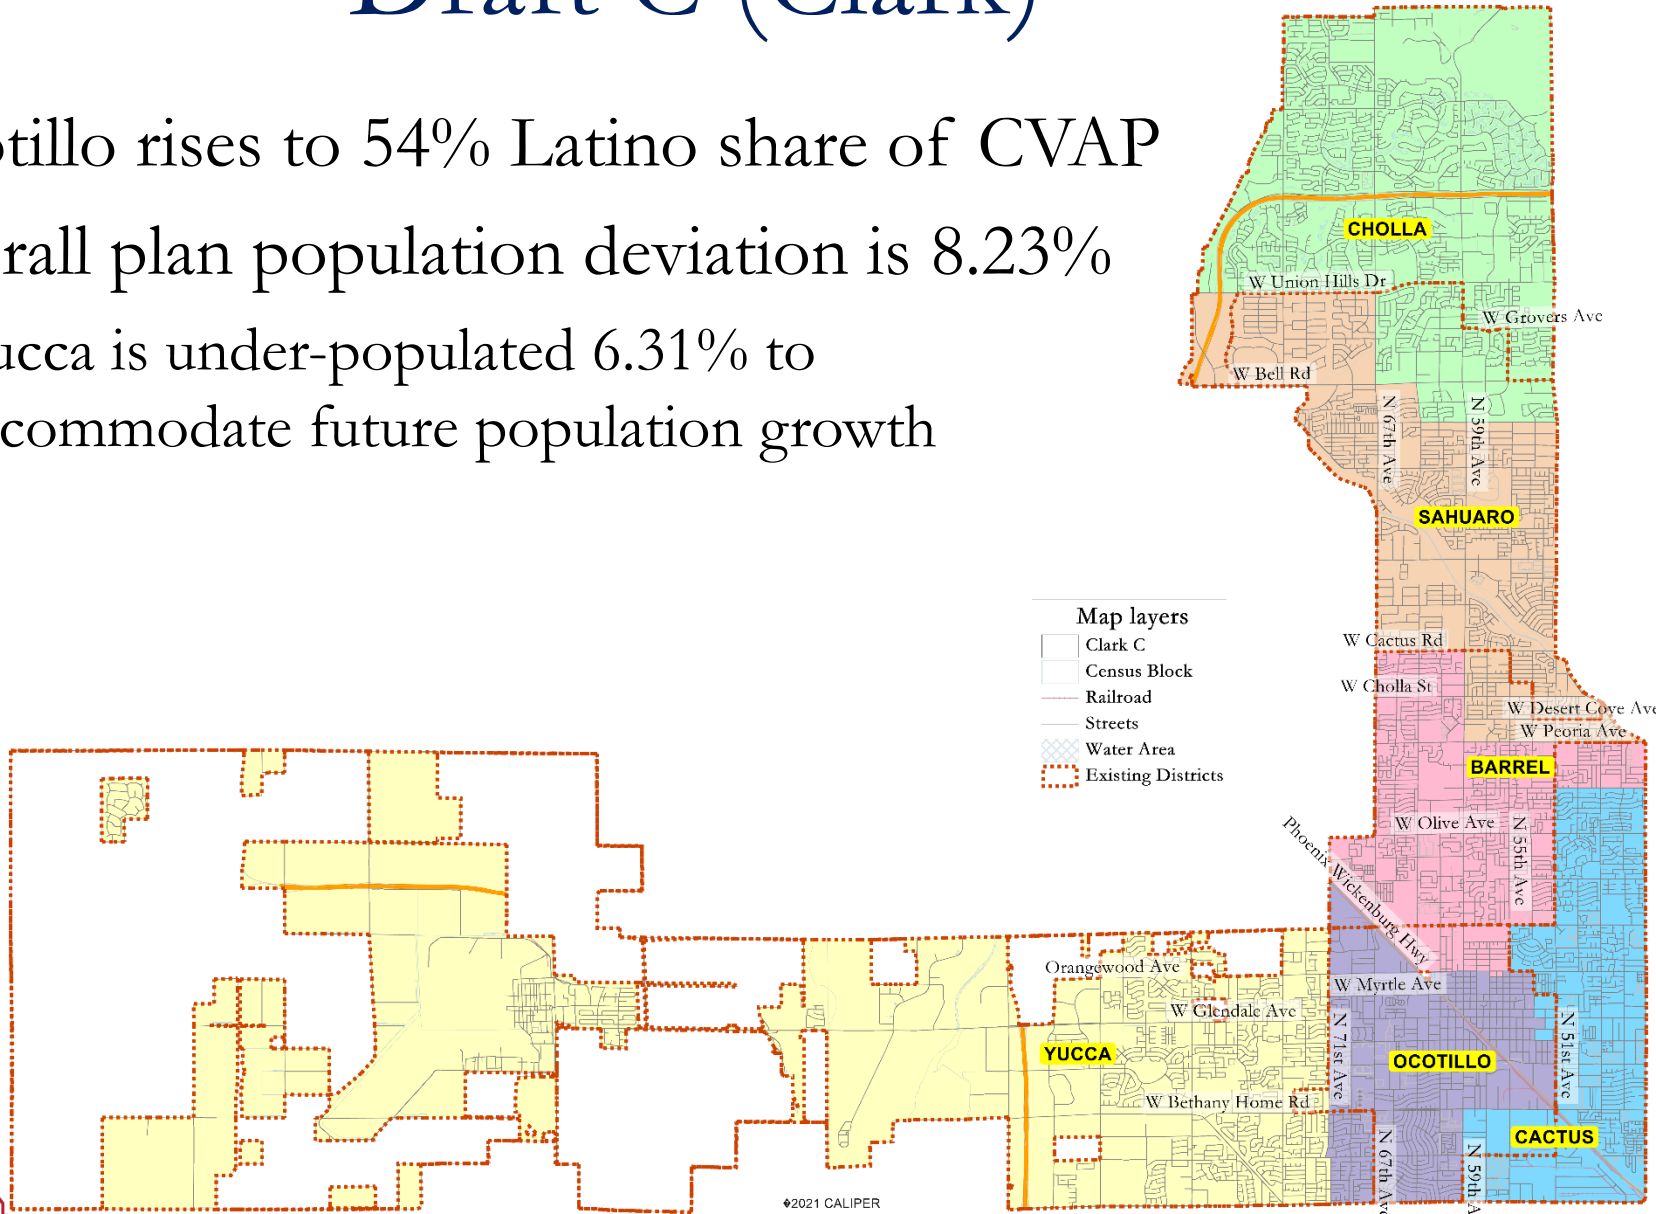 Draft C (Clark)
otillo rises to 54% Latino share of CVAP
rall plan population deviation is 8.23%
ucca is under-populated 6.31% to
commodate future population growth
CHOLLA
W Union Hills Dr
W Grovers Ave
W Bell Rd
N 67th Ave
N 59th Ave
SAHUARO
Map layers
Clark C
Census Block
Railroad
Streets
Water Area
Existing Districts
W Cactus Rd
W Cholla St
W Desert Cove Ave
W Peoria Ave
BARREL
W Olive Ave
N 55th Ave
Phoenix Wickenburg Hwy
Orangewood Ave
W Myrtle Ave
W Glendale Ave
N 71st Ave
N 51st Ave
YUCCA
OCOTILLO
W Bethany Home Rd
CACTUS
N 67th Av
N 59th A
�2021 CALIPER